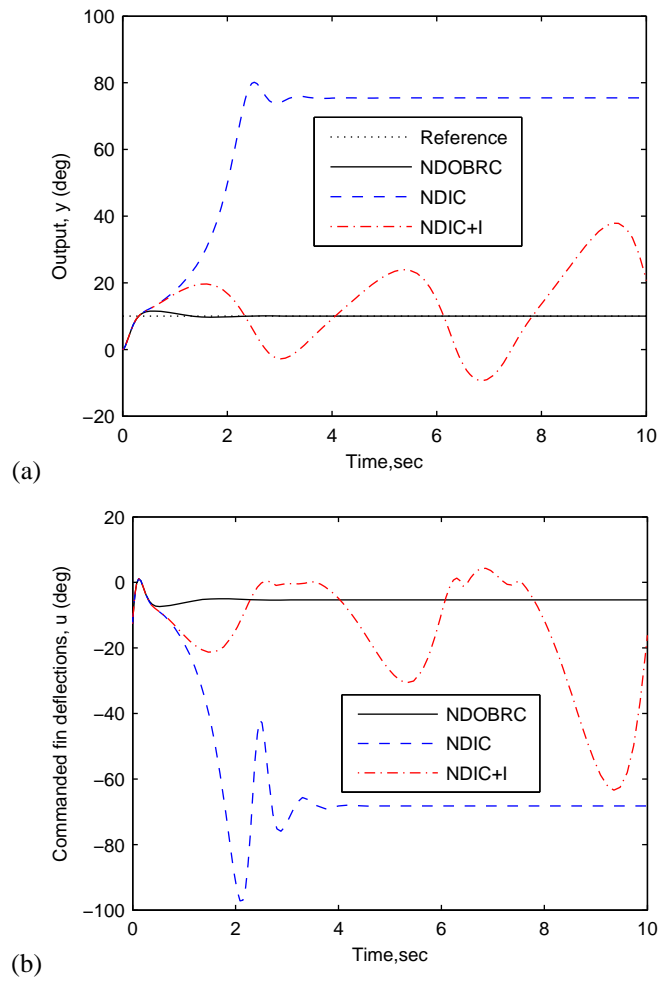 100
80
60
40
20
0
−20
0
2
4
6
8
10
Output, y (deg)
Time,sec
Reference
NDOBRC
NDIC
NDIC+I
(a)
20
0
−20
−40
−60
−80
−100
0
2
4
6
8
10
Commanded fin deflections, u (deg)
Time,sec
NDOBRC
NDIC
NDIC+I
(b)